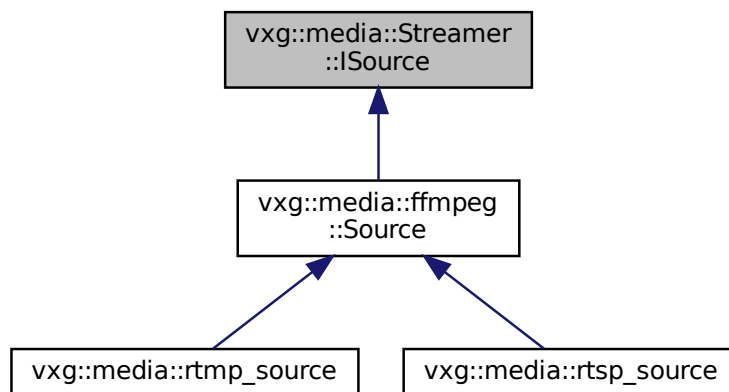 vxg::media::Streamer
::ISource
vxg::media::ffmpeg
::Source
vxg::media::rtmp_source
vxg::media::rtsp_source